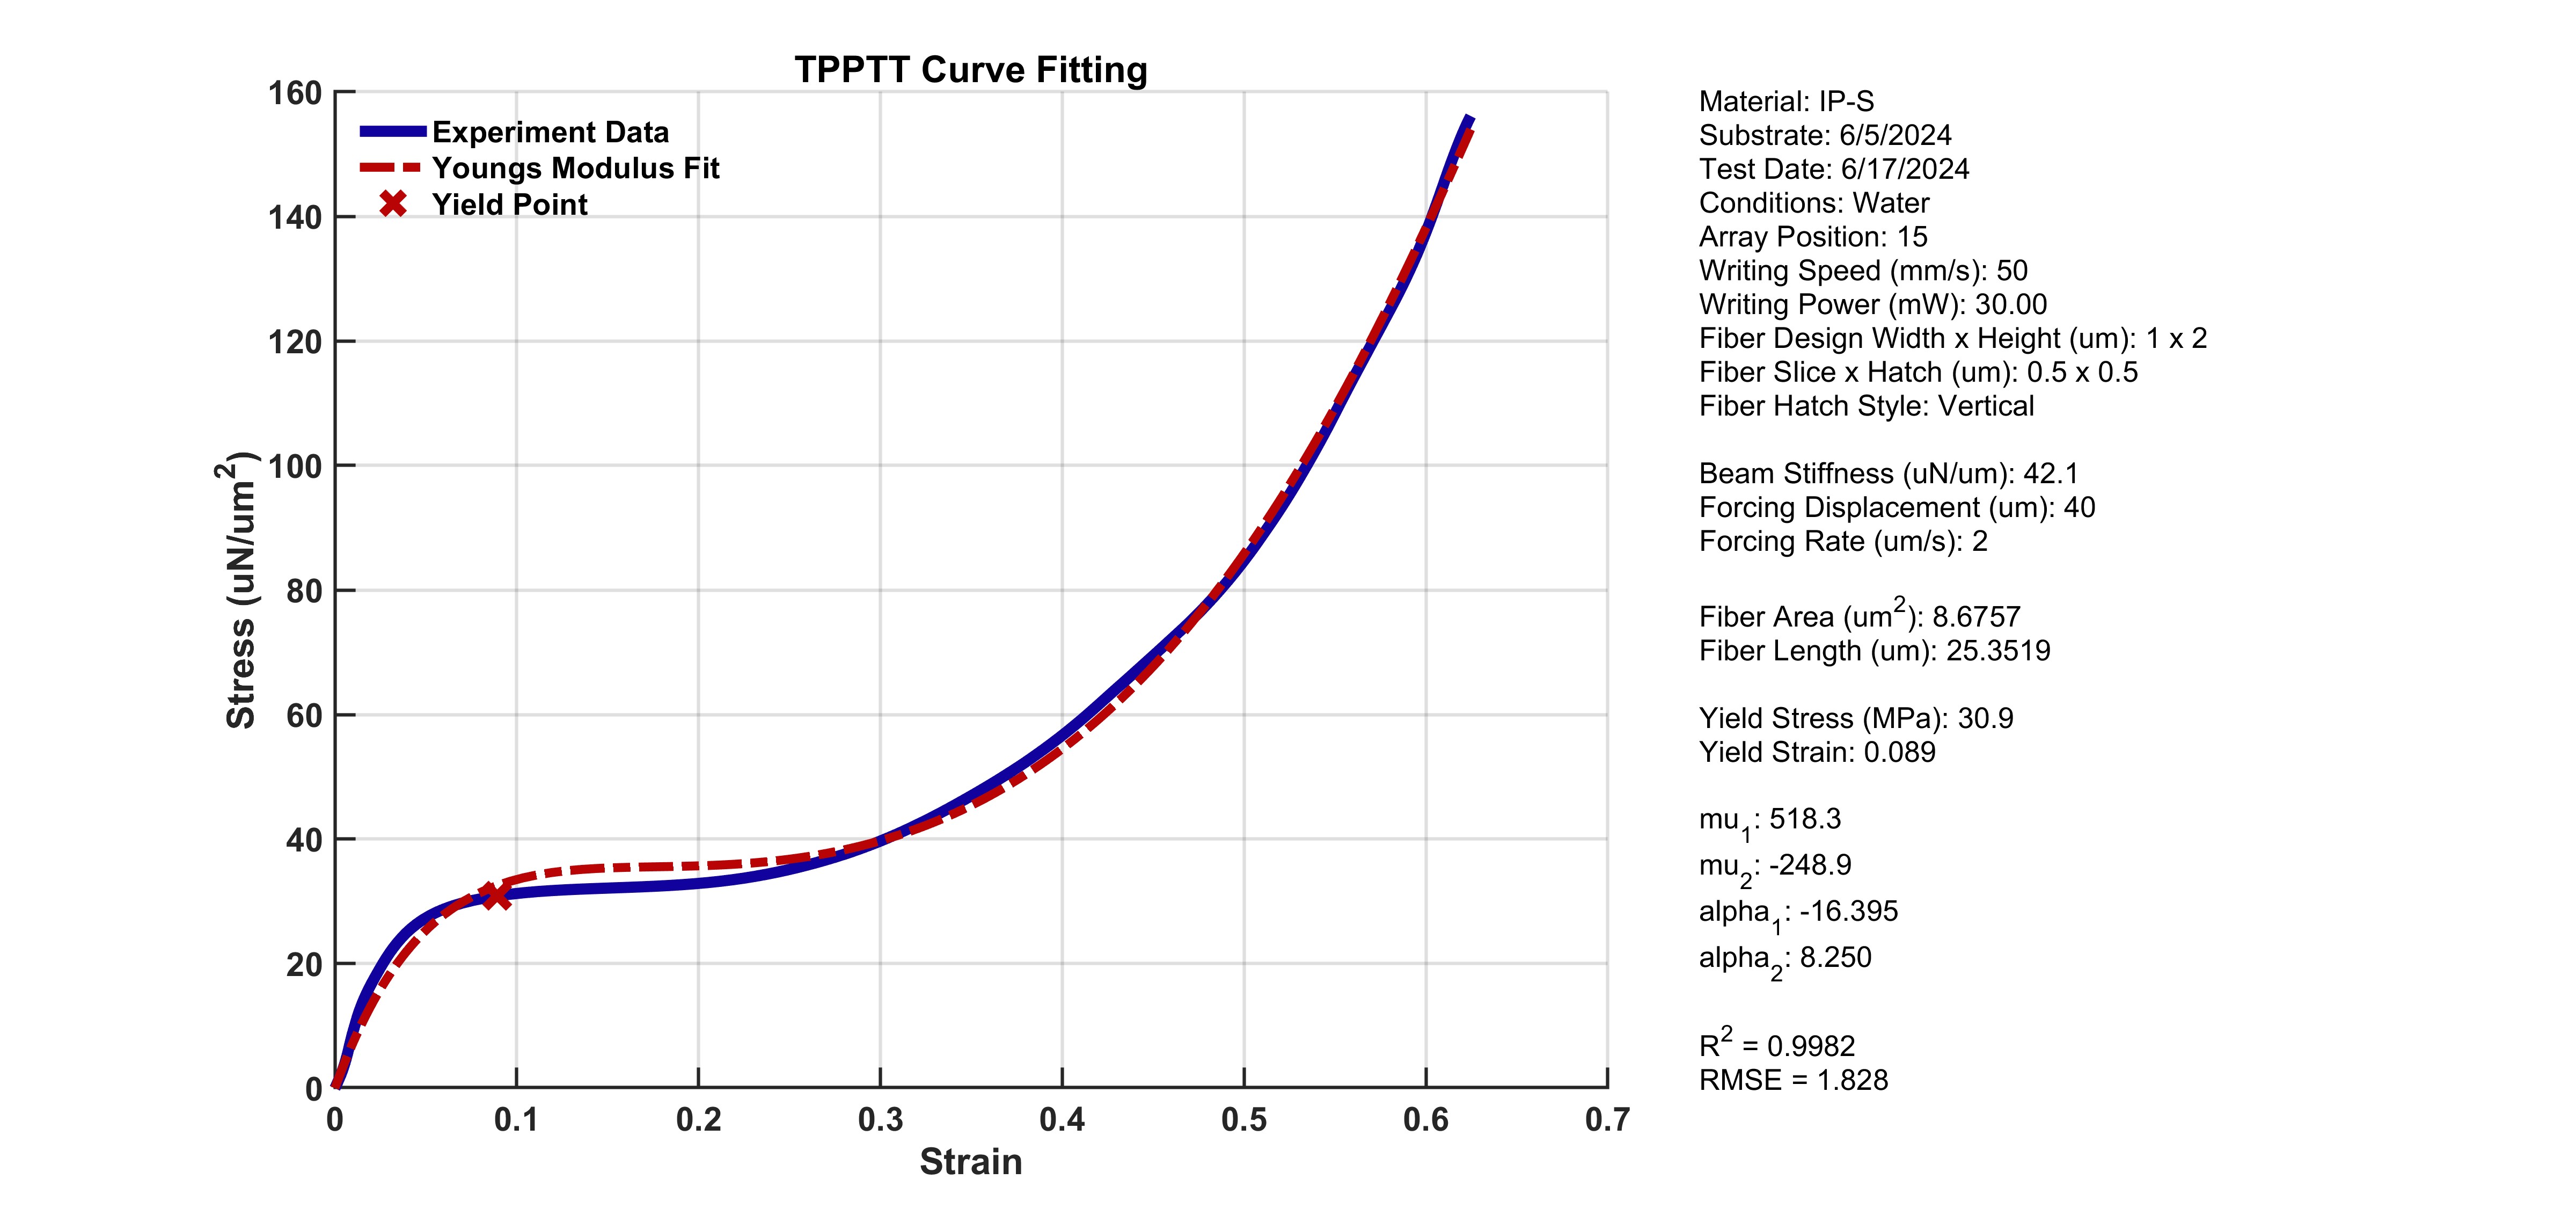 TPPTT Curve Fitting
160
140
120
100
80
60
40
20
0
Stress (uN/um²)
Experiment Data
Youngs Modulus Fit
Yield Point
0 0.1 0.2 0.3 0.4 0.5 0.6 0.7
Strain
Material: IP-S
Substrate: 6/5/2024
Test Date: 6/17/2024
Conditions: Water
Array Position: 15
Writing Speed (mm/s): 50
Writing Power (mW): 30.00
Fiber Design Width x Height (um): 1 x 2
Fiber Slice x Hatch (um): 0.5 x 0.5
Fiber Hatch Style: Vertical
Beam Stiffness (uN/um): 42.1
Forcing Displacement (um): 40
Forcing Rate (um/s): 2
Fiber Area (um²): 8.6757
Fiber Length (um): 25.3519
Yield Stress (MPa): 30.9
Yield Strain: 0.089
mu₁: 518.3
mu₂: -248.9
alpha₁: -16.395
alpha₂: 8.250
R² = 0.9982
RMSE = 1.828